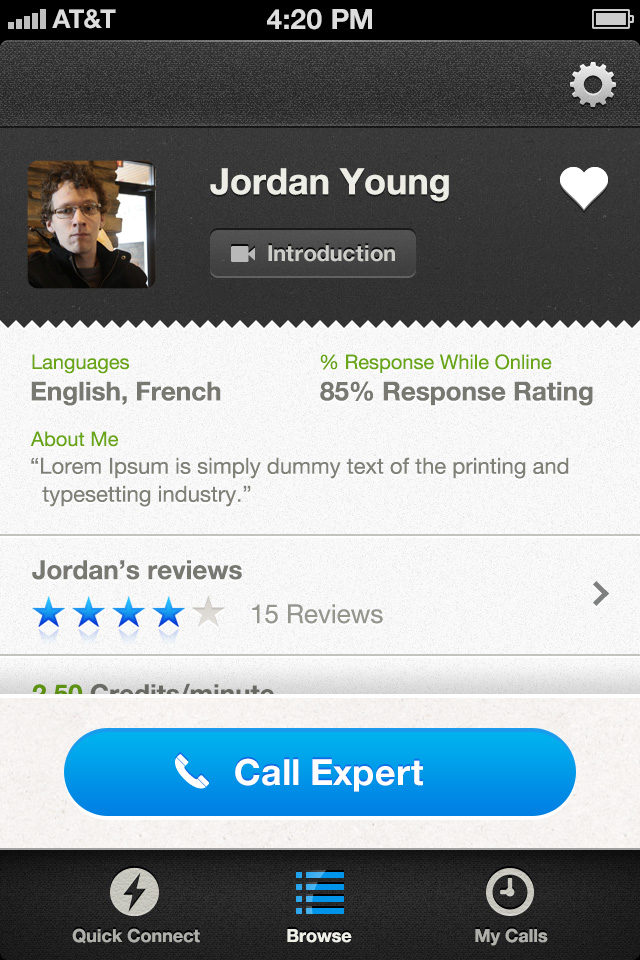 AT&T 4:20 PM
Jordan Young
Introduction
Languages
English, French
% Response While Online
85% Response Rating
About Me
“Lorem Ipsum is simply dummy text of the printing and
typesetting industry.”
Jordan’s reviews
15 Reviews
2.50 Credits/minute
Call Expert
Quick Connect
Browse
My Calls